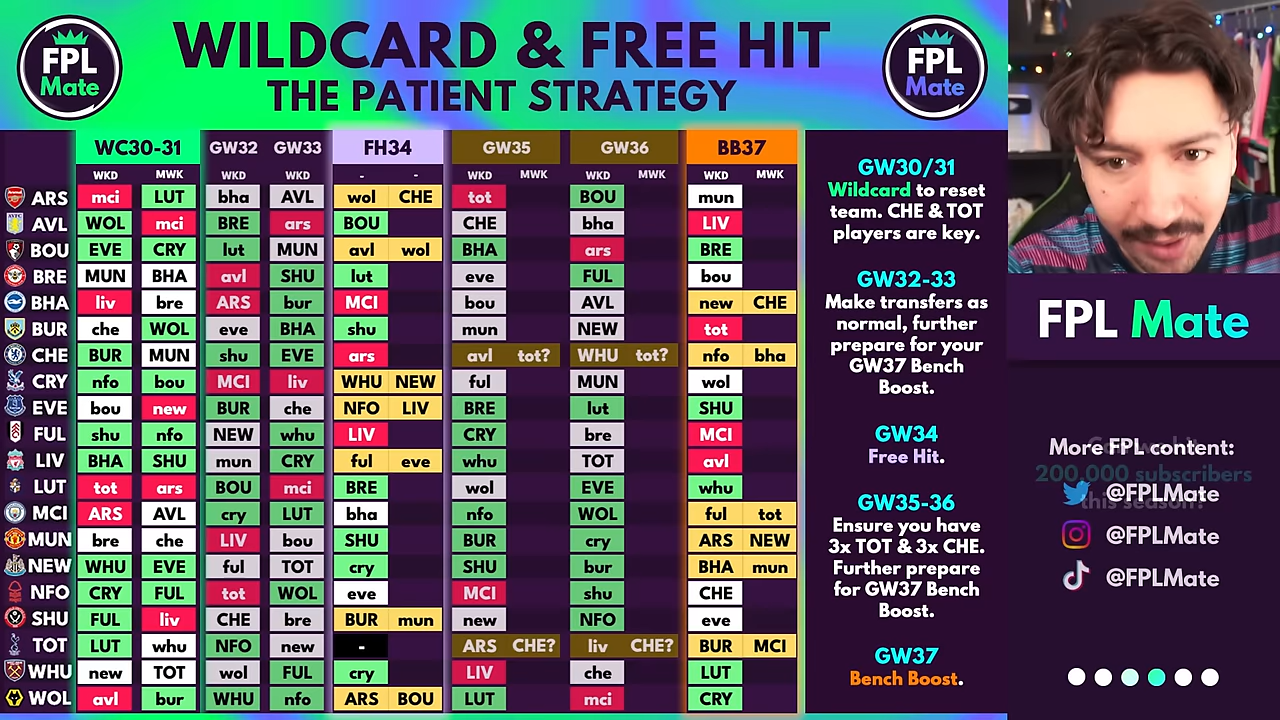 FPL
Mate
WILDCARD & FREE HIT
THE PATIENT STRATEGY
FPL
Mate
WC30-31 GW32 GW33 FH34 GW35 GW36 BB37
WKD MWK WKD WKD - - WKD MWK WKD MWK WKD MWK
ARS mci LUT bha AVL wol CHE tot BOU mun
AVL WOL mci BRE ars BOU CHE bha LIV
BOU EVE CRY lut MUN avl wol BHA ars BRE
BRE MUN BHA avl SHU lut eve FUL bou
BHA liv bre ARS bur MCI bou AVL new CHE
BUR che WOL eve BHA shu mun NEW tot
CHE BUR MUN shu EVE ars avl tot? WHU tot? nfo bha
CRY nfo bou MCI liv WHU NEW ful MUN wol
EVE bou new BUR che NFO LIV BRE lut SHU
FUL shu nfo NEW whu LIV CRY bre MCI
LIV BHA SHU mun CRY ful eve whu TOT avl
LUT tot ars BOU mci BRE wol EVE whu
MCI ARS AVL cry LUT bha nfo WOL ful tot
MUN bre che LIV bou SHU BUR cry ARS NEW
NEW WHU EVE ful TOT cry SHU bur BHA mun
NFO CRY FUL tot WOL eve MCI shu CHE
SHU FUL liv CHE bre BUR mun new NFO eve
TOT LUT whu NFO new - ARS CHE? liv CHE? BUR MCI
WHU new TOT wol FUL cry LIV che LUT
WOL avl bur WHU nfo ARS BOU LUT mci CRY
GW30/31
Wildcard to reset
team. CHE & TOT
players are key.
GW32-33
Make transfers as
normal, further
prepare for your
GW37 Bench
Boost.
GW34
Free Hit.
GW35-36
Ensure you have
3x TOT & 3x CHE.
Further prepare
for GW37 Bench
Boost.
GW37
Bench Boost.
FPL Mate
More FPL content:
200,000 subscribers
@FPLMate
this season?
@FPLMate
@FPLMate